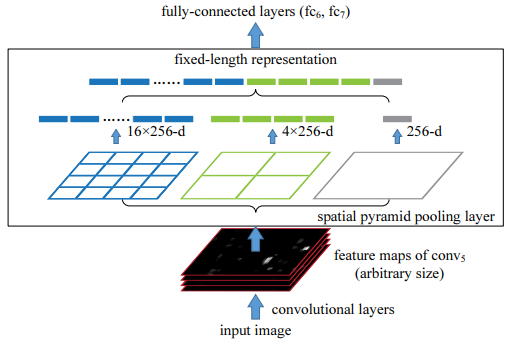 fully-connected layers (fc₆, fc₇)
fixed-length representation
......
......
16×256-d
4×256-d
256-d
spatial pyramid pooling layer
feature maps of conv₅
(arbitrary size)
convolutional layers
input image